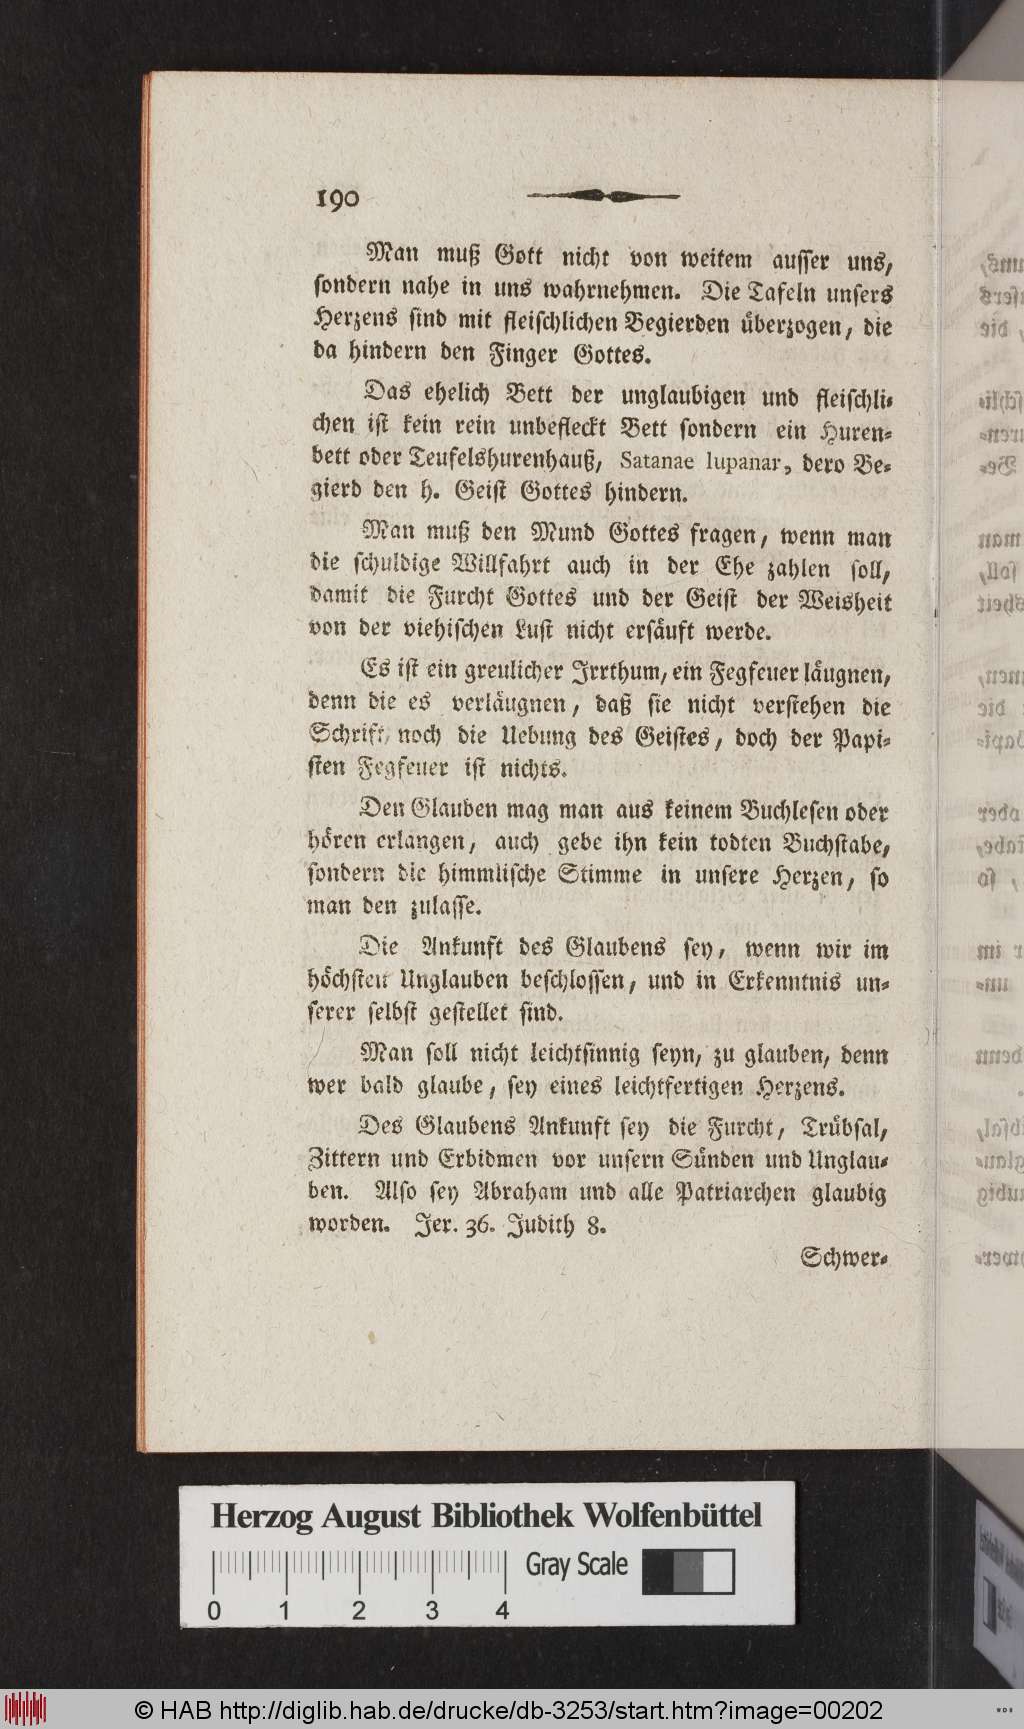 190
Man muß Gott nicht von weitem ausser uns,
sondern nahe in uns wahrnehmen. Die Tafeln unsers
Herzens sind mit fleischlichen Begierden überzogen, die
da hindern den Finger Gottes.
Das ehelich Bett der unglaubigen und fleischli-
chen ist kein rein unbefleckt Bett sondern ein Huren-
bett oder Teufelshurenhauß, Satanae lupanar, dero Be-
gierd den h. Geist Gottes hindern.
Man muß den Mund Gottes fragen, wenn man
die schuldige Willfahrt auch in der Ehe zahlen soll,
damit die Furcht Gottes und der Geist der Weisheit
von der viehischen Lust nicht ersäuft werde.
Es ist ein greulicher Irrthum, ein Fegfeuer läugnen,
denn die es verläugnen, daß sie nicht verstehen die
Schrift, noch die Uebung des Geistes, doch der Papi-
sten Fegfeuer ist nichts.
Den Glauben mag man aus keinem Buchlesen oder
hören erlangen, auch gebe ihn kein todten Buchstabe,
sondern die himmlische Stimme in unsere Herzen, so
man den zulasse.
Die Ankunft des Glaubens sey, wenn wir im
höchsten Unglauben beschlossen, und in Erkenntnis un-
serer selbst gestellet sind.
Man soll nicht leichtsinnig seyn, zu glauben, denn
wer bald glaube, sey eines leichtfertigen Herzens.
Des Glaubens Ankunft sey die Furcht, Trübsal,
Zittern und Erbidmen vor unsern Sünden und Unglau-
ben. Also sey Abraham und alle Patriarchen glaubig
worden. Jer. 36. Judith 8.
Schwer-
Herzog August Bibliothek Wolfenbüttel
Gray Scale
0 1 2 3 4
© HAB http://diglib.hab.de/drucke/db-3253/start.htm?image=00202